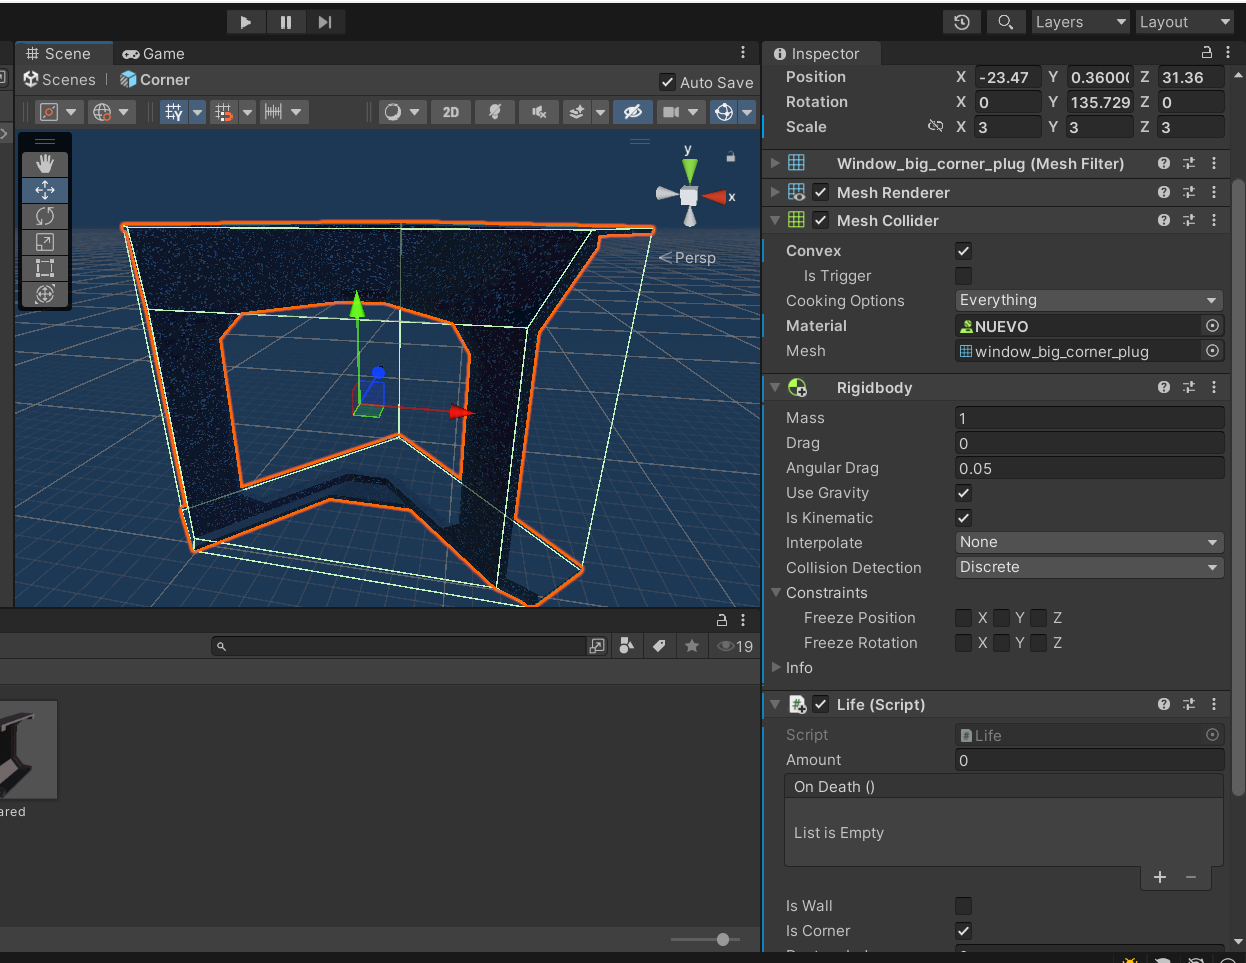 Layers
Layout
Scene
Game
Inspector
Scenes
Corner
Auto Save
2D
y
x
Persp
Position X -23.47 Y 0.3600 Z 31.36
Rotation X 0 Y 135.729 Z 0
Scale X 3 Y 3 Z 3
Window_big_corner_plug (Mesh Filter)
Mesh Renderer
Mesh Collider
Convex
Is Trigger
Cooking Options Everything
Material NUEVO
Mesh window_big_corner_plug
Rigidbody
Mass 1
Drag 0
Angular Drag 0.05
Use Gravity
Is Kinematic
Interpolate None
Collision Detection Discrete
Constraints
Freeze Position X Y Z
Freeze Rotation X Y Z
Info
19
ared
Life (Script)
Script Life
Amount 0
On Death ()
List is Empty
+ −
Is Wall
Is Corner